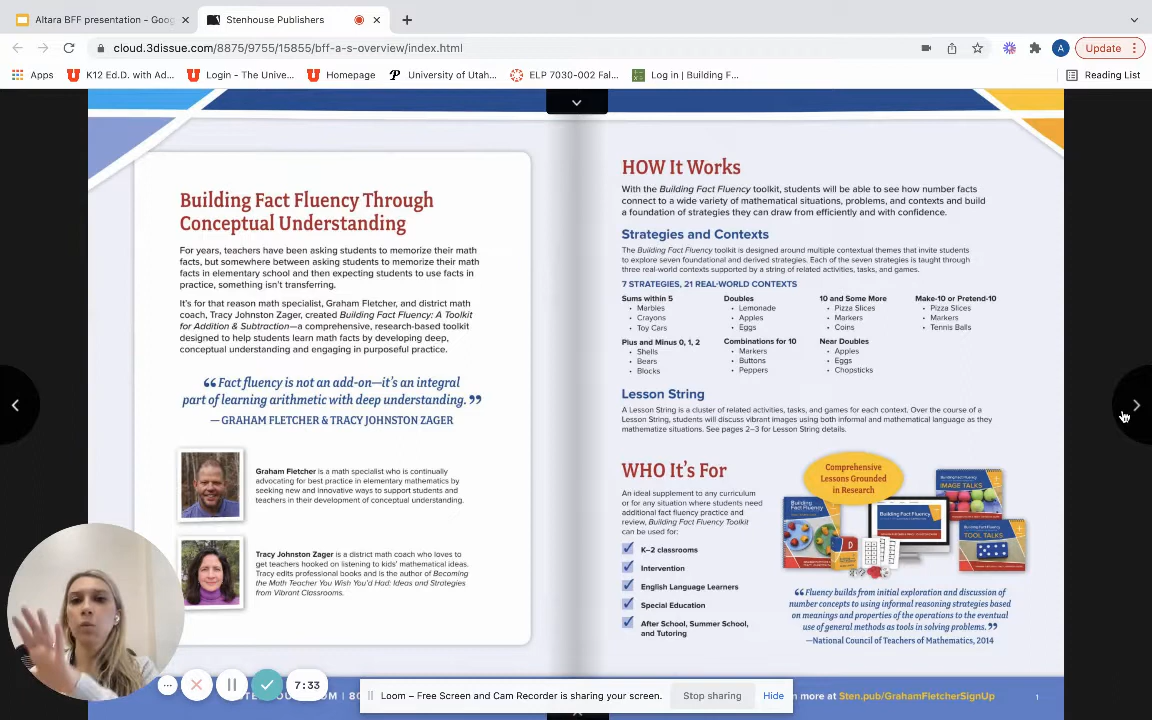 Altara BFF presentation - Goog
Stenhouse Publishers
cloud.3dissue.com/8875/9755/15855/bff-a-s-overview/index.html
A
Update
Apps
K12 Ed.D. with Ad...
Login - The Unive...
Homepage
University of Utah...
ELP 7030-002 Fal...
Log in | Building F...
Reading List
Building Fact Fluency Through
Conceptual Understanding
For years, teachers have been asking students to memorize their math
facts, but somewhere between asking students to memorize their math
facts in elementary school and then expecting students to use facts in
practice, something isn't transferring.
It's for that reason math specialist, Graham Fletcher, and district math
coach, Tracy Johnston Zager, created Building Fact Fluency: A Toolkit
for Addition & Subtraction—a comprehensive, research-based toolkit
designed to help students learn math facts by developing deep,
conceptual understanding and engaging in purposeful practice.
“Fact fluency is not an add-on—it's an integral
part of learning arithmetic with deep understanding.”
— GRAHAM FLETCHER & TRACY JOHNSTON ZAGER
Graham Fletcher is a math specialist who is continually
advocating for best practice in elementary mathematics by
seeking new and innovative ways to support students and
teachers in their development of conceptual understanding.
Tracy Johnston Zager is a district math coach who loves to
get teachers hooked on listening to kids' mathematical ideas.
Tracy edits professional books and is the author of Becoming
the Math Teacher You Wish You'd Had: Ideas and Strategies
from Vibrant Classrooms.
HOW It Works
With the Building Fact Fluency toolkit, students will be able to see how number facts
connect to a wide variety of mathematical situations, problems, and contexts and build
a foundation of strategies they can draw from efficiently and with confidence.
Strategies and Contexts
The Building Fact Fluency toolkit is designed around multiple contextual themes that invite students
to explore seven foundational and derived strategies. Each of the seven strategies is taught through
three real-world contexts supported by a string of related activities, tasks, and games.
7 STRATEGIES, 21 REAL-WORLD CONTEXTS
Sums within 5
• Marbles
• Crayons
• Toy Cars
Doubles
• Lemonade
• Apples
• Eggs
10 and Some More
• Pizza Slices
• Markers
• Coins
Make-10 or Pretend-10
• Pizza Slices
• Markers
• Tennis Balls
Plus and Minus 0, 1, 2
• Shells
• Bears
• Blocks
Combinations for 10
• Markers
• Buttons
• Peppers
Near Doubles
• Apples
• Eggs
• Chopsticks
Lesson String
A Lesson String is a cluster of related activities, tasks, and games for each context. Over the course of a
Lesson String, students will discuss vibrant images using both informal and mathematical language as they
mathematize situations. See pages 2–3 for Lesson String details.
WHO It's For
An ideal supplement to any curriculum
or for any situation where students need
additional fact fluency practice and
review, Building Fact Fluency Toolkit
can be used for:
K–2 classrooms
Intervention
English Language Learners
Special Education
After School, Summer School,
and Tutoring
Comprehensive
Lessons Grounded
in Research
Building Fact Fluency
IMAGE TALKS
Building
Fact
Fluency
Building Fact Fluency
Building Fact Fluency
TOOL TALKS
D
“Fluency builds from initial exploration and discussion of
number concepts to using informal reasoning strategies based
on meanings and properties of the operations to the eventual
use of general methods as tools in solving problems.”
—National Council of Teachers of Mathematics, 2014
7:33
Loom – Free Screen and Cam Recorder is sharing your screen.
Stop sharing
Hide
more at Sten.pub/GrahamFletcherSignUp
1